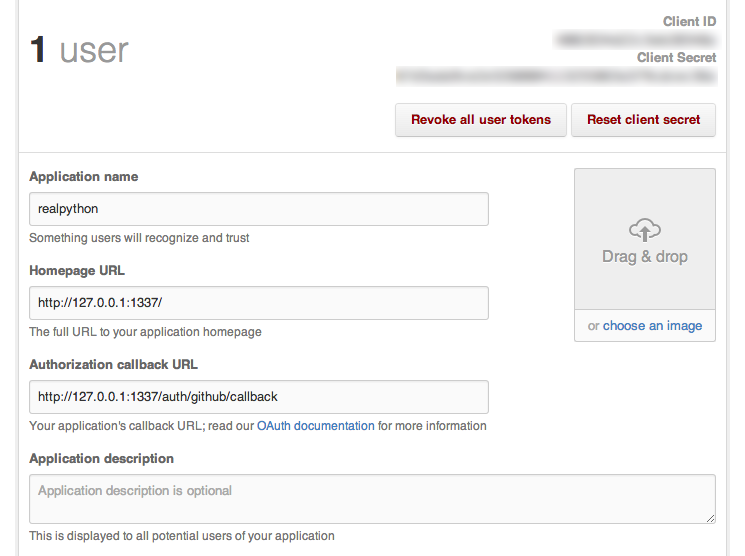 Client ID
1 user
Client Secret
Revoke all user tokens
Reset client secret
Application name
realpython
Something users will recognize and trust
Homepage URL
http://127.0.0.1:1337/
The full URL to your application homepage
Authorization callback URL
http://127.0.0.1:1337/auth/github/callback
Your application's callback URL; read our OAuth documentation for more information
Drag & drop
or choose an image
Application description
Application description is optional
This is displayed to all potential users of your application